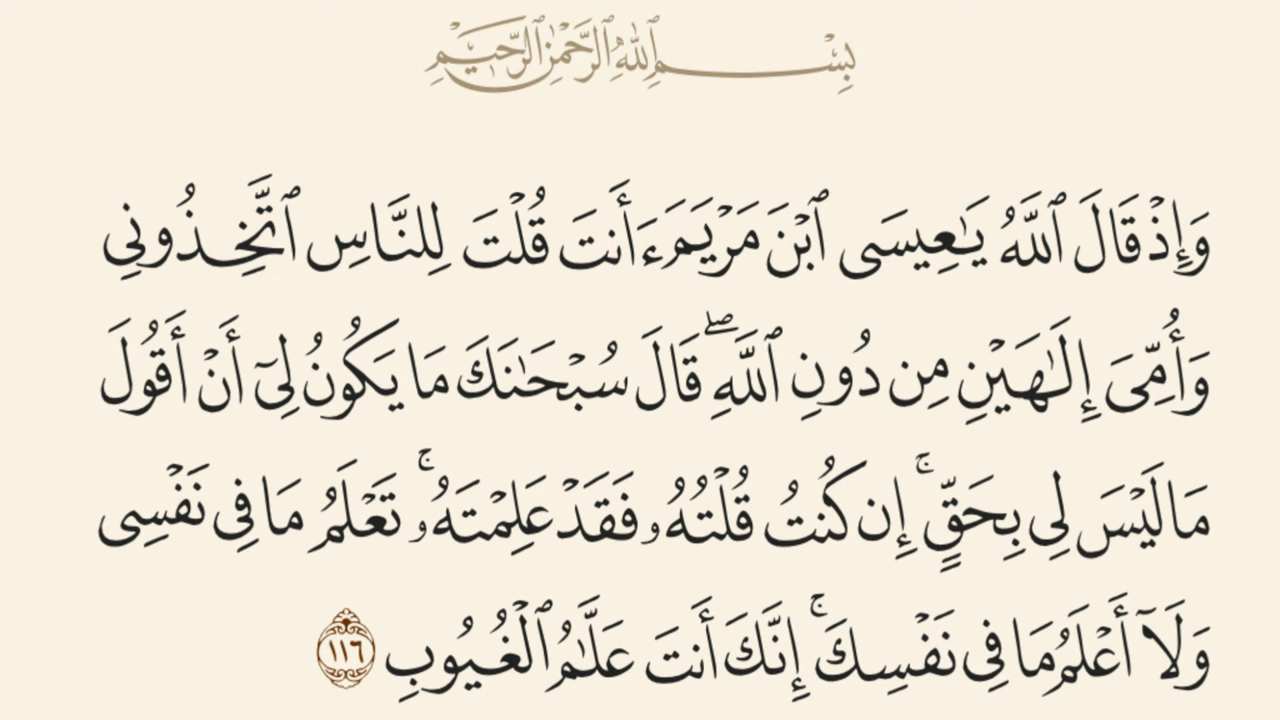 بِسْمِ ٱللَّهِ ٱلرَّحْمَٰنِ ٱلرَّحِيمِ
وَإِذْ قَالَ ٱللَّهُ يَٰعِيسَى ٱبْنَ مَرْيَمَ ءَأَنتَ قُلْتَ لِلنَّاسِ ٱتَّخِذُونِى
وَأُمِّىَ إِلَٰهَيْنِ مِن دُونِ ٱللَّهِ ۖ قَالَ سُبْحَٰنَكَ مَا يَكُونُ لِىٓ أَنْ أَقُولَ
مَا لَيْسَ لِى بِحَقٍّ ۚ إِن كُنتُ قُلْتُهُۥ فَقَدْ عَلِمْتَهُۥ ۚ تَعْلَمُ مَا فِى نَفْسِى
وَلَآ أَعْلَمُ مَا فِى نَفْسِكَ ۚ إِنَّكَ أَنتَ عَلَّٰمُ ٱلْغُيُوبِ ١١٦